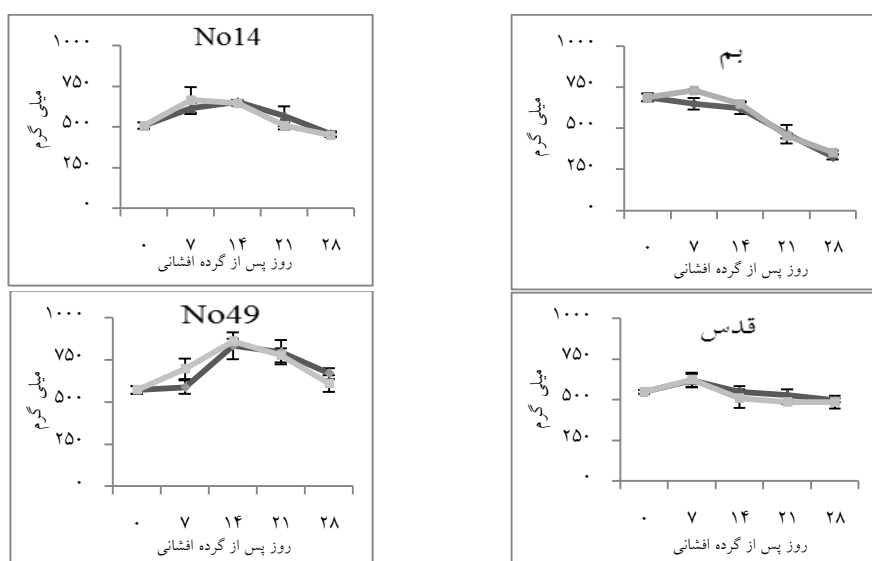 No14
۱۰۰۰
۷۵۰
۵۰۰
۲۵۰
۰
میلی گرم
۰ ۷ ۱۴ ۲۱ ۲۸
روز پس از گرده افشانی
بم
۱۰۰۰
۷۵۰
۵۰۰
۲۵۰
۰
میلی گرم
۰ ۷ ۱۴ ۲۱ ۲۸
روز پس از گرده افشانی
No49
۱۰۰۰
۷۵۰
۵۰۰
۲۵۰
۰
میلی گرم
۰ ۷ ۱۴ ۲۱ ۲۸
روز پس از گرده افشانی
قدس
۱۰۰۰
۷۵۰
۵۰۰
۲۵۰
۰
میلی گرم
۰ ۷ ۱۴ ۲۱ ۲۸
روز پس از گرده افشانی